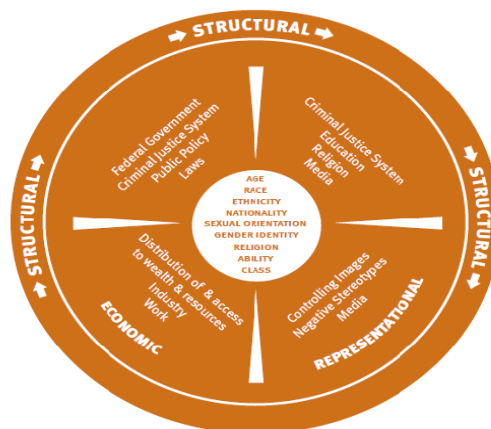 STRUCTURAL
STRUCTURAL
STRUCTURAL
Federal Government
Criminal Justice System
Public Policy
Laws
Criminal Justice System
Education
Religion
Media
AGE
RACE
ETHNICITY
NATIONALITY
SEXUAL ORIENTATION
GENDER IDENTITY
RELIGION
ABILITY
CLASS
Distribution of & access
to wealth & resources
Industry
Work
ECONOMIC
Controlling Images
Negative Stereotypes
Media
REPRESENTATIONAL